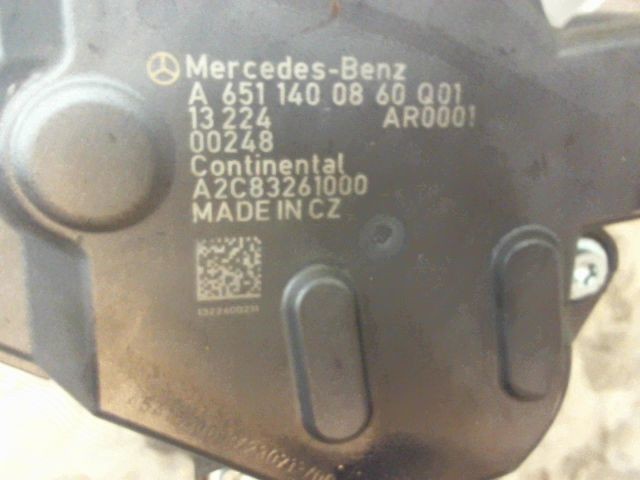 Mercedes-Benz
A 651 140 08 60 Q01
13 224 AR0001
00248
Continental
A2C83261000
MADE IN CZ